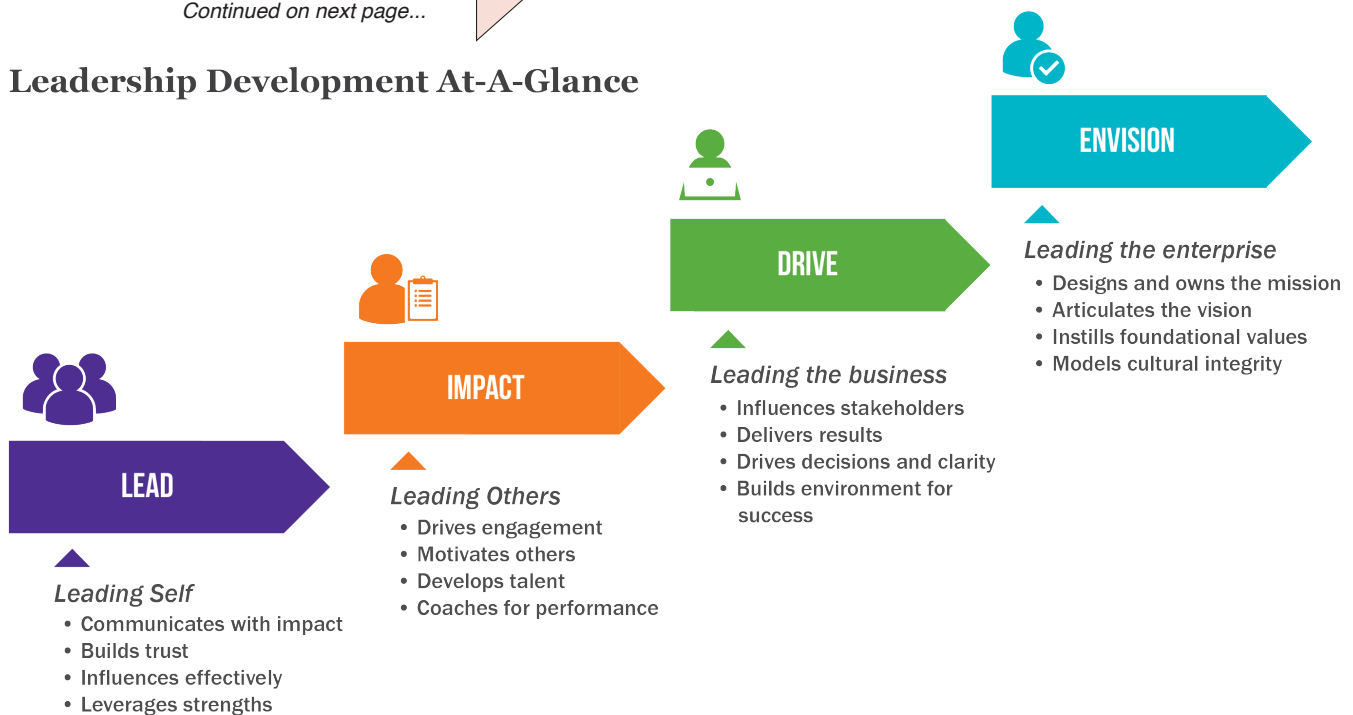 Continued on next page...
Leadership Development At-A-Glance
LEAD
Leading Self
• Communicates with impact
• Builds trust
• Influences effectively
• Leverages strengths
IMPACT
Leading Others
• Drives engagement
• Motivates others
• Develops talent
• Coaches for performance
DRIVE
Leading the business
• Influences stakeholders
• Delivers results
• Drives decisions and clarity
• Builds environment for
success
ENVISION
Leading the enterprise
• Designs and owns the mission
• Articulates the vision
• Instills foundational values
• Models cultural integrity